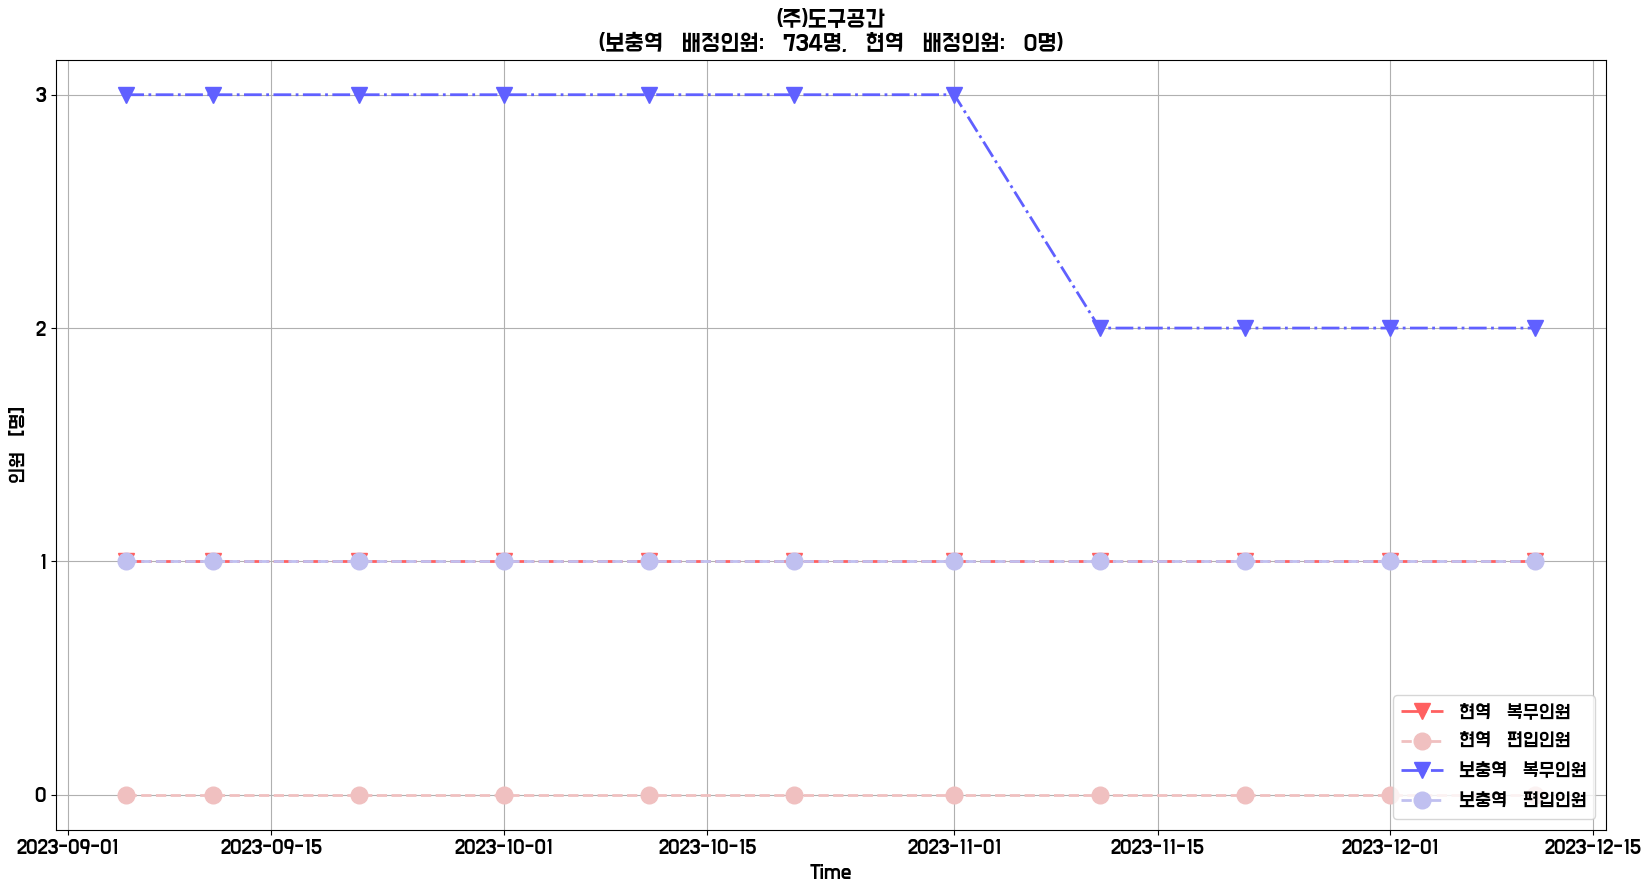 (주)도구공간
(보충역 배정인원: 734명, 현역 배정인원: 0명)
3
2
1
0
인원 [명]
현역 복무인원
현역 편입인원
보충역 복무인원
보충역 편입인원
2023-09-01 2023-09-15 2023-10-01 2023-10-15 2023-11-01 2023-11-15 2023-12-01 2023-12-15
Time